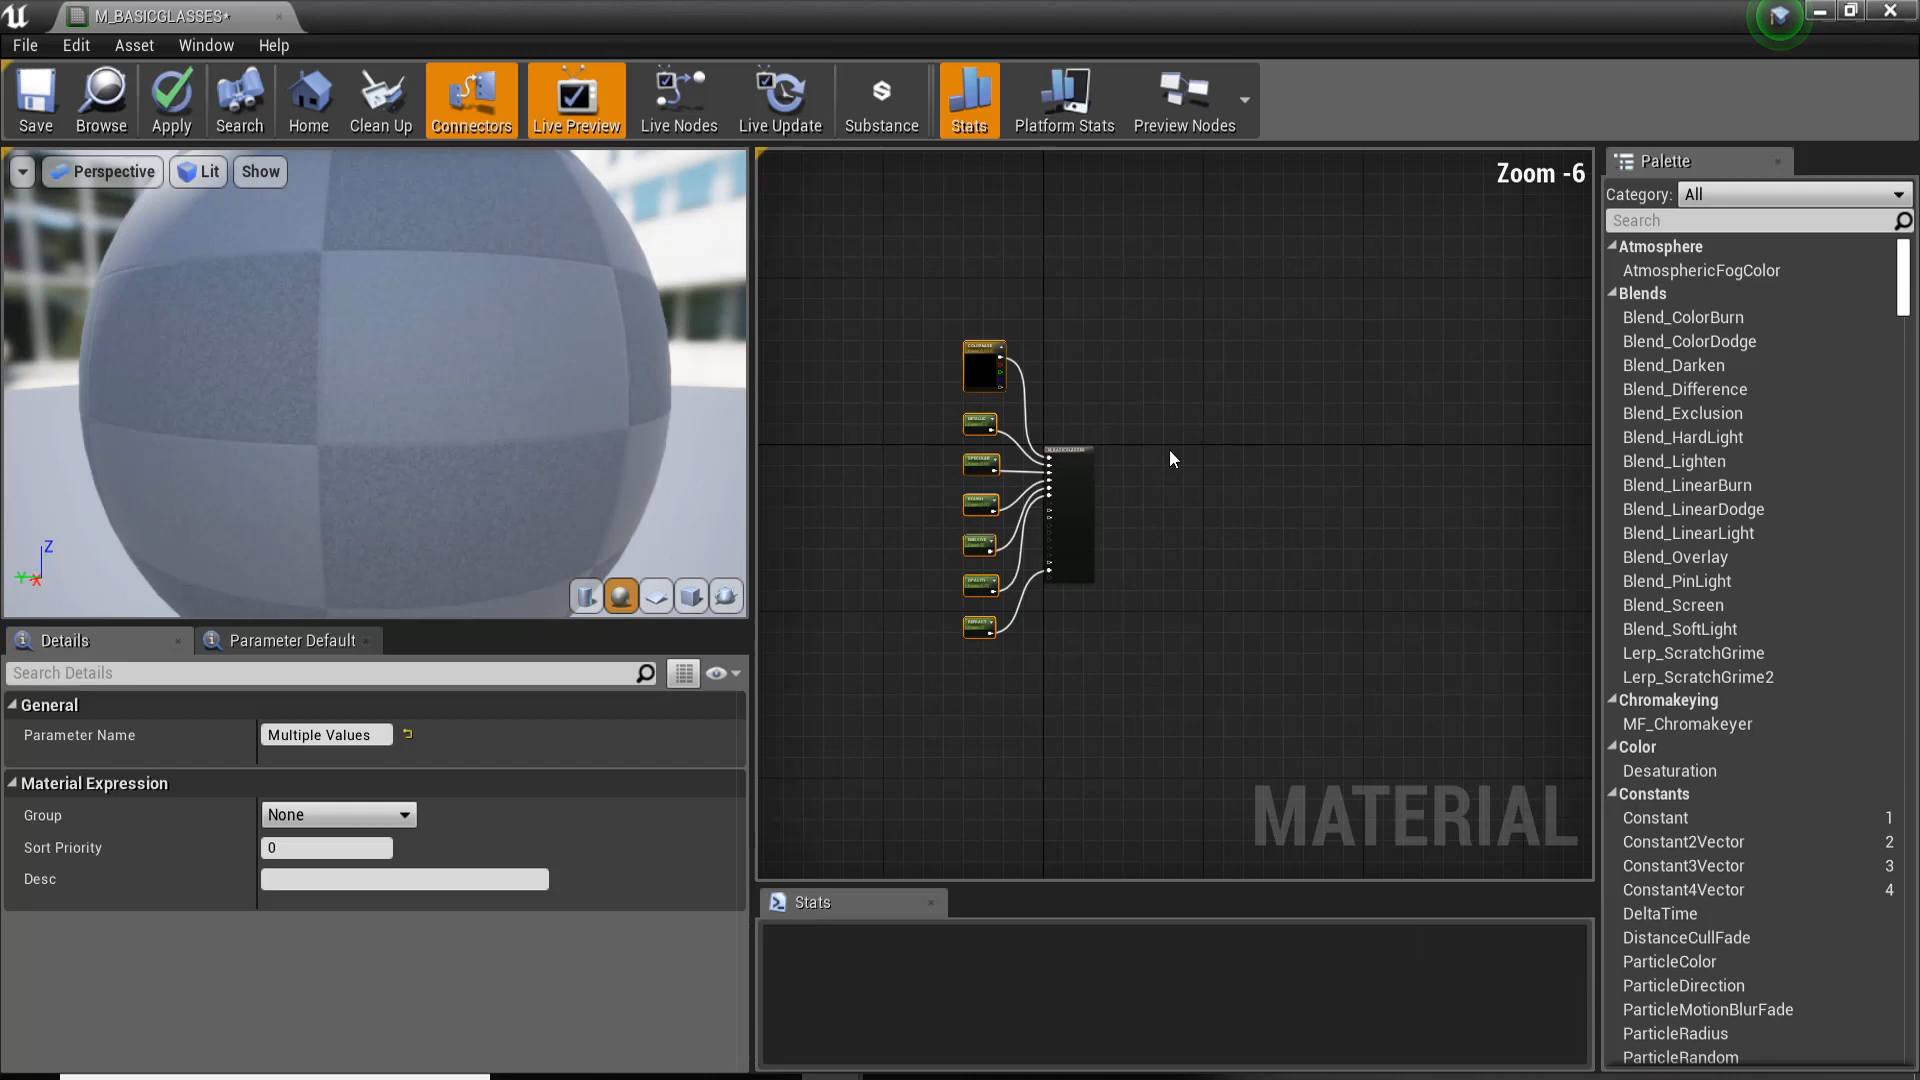 M_BASICGLASSES*
File Edit Asset Window Help
Save Browse Apply Search Home Clean Up Connectors Live Preview Live Nodes Live Update Substance Stats Platform Stats Preview Nodes
Perspective Lit Show
Zoom -6
MATERIAL
Z
Y X
Details Parameter Default
Search Details
General
Parameter Name Multiple Values
Material Expression
Group None
Sort Priority 0
Desc
Stats
Palette
Category: All
Search
Atmosphere
AtmosphericFogColor
Blends
Blend_ColorBurn
Blend_ColorDodge
Blend_Darken
Blend_Difference
Blend_Exclusion
Blend_HardLight
Blend_Lighten
Blend_LinearBurn
Blend_LinearDodge
Blend_LinearLight
Blend_Overlay
Blend_PinLight
Blend_Screen
Blend_SoftLight
Lerp_ScratchGrime
Lerp_ScratchGrime2
Chromakeying
MF_Chromakeyer
Color
Desaturation
Constants
Constant 1
Constant2Vector 2
Constant3Vector 3
Constant4Vector 4
DeltaTime
DistanceCullFade
ParticleColor
ParticleDirection
ParticleMotionBlurFade
ParticleRadius
ParticleRandom